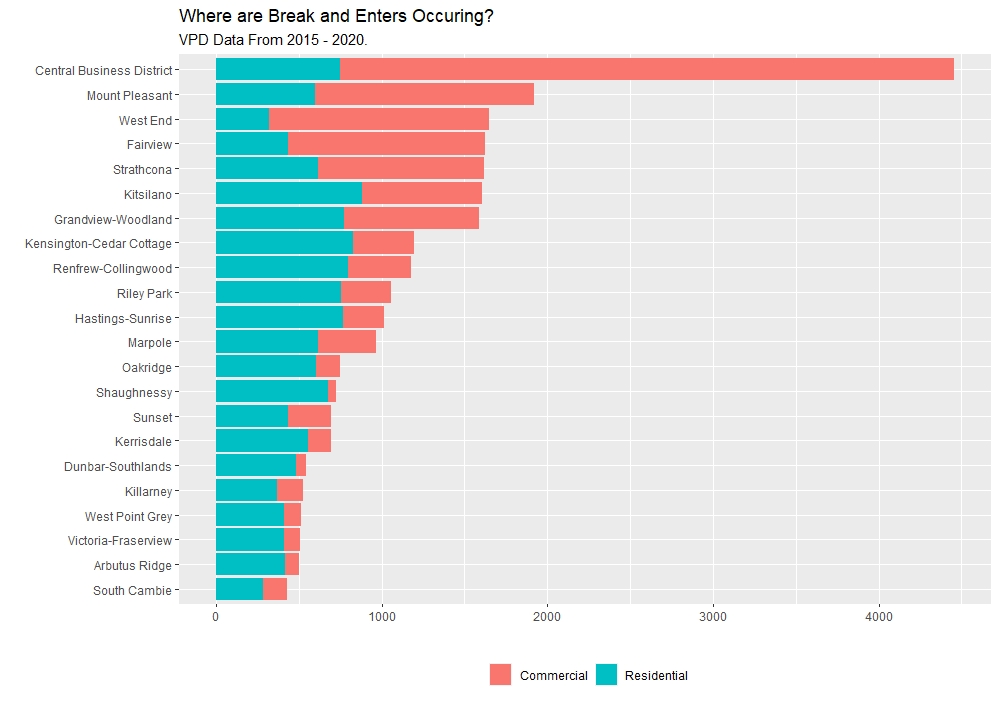 Where are Break and Enters Occuring?
VPD Data From 2015 - 2020.
Central Business District
Mount Pleasant
West End
Fairview
Strathcona
Kitsilano
Grandview-Woodland
Kensington-Cedar Cottage
Renfrew-Collingwood
Riley Park
Hastings-Sunrise
Marpole
Oakridge
Shaughnessy
Sunset
Kerrisdale
Dunbar-Southlands
Killarney
West Point Grey
Victoria-Fraserview
Arbutus Ridge
South Cambie
0 1000 2000 3000 4000
Commercial Residential